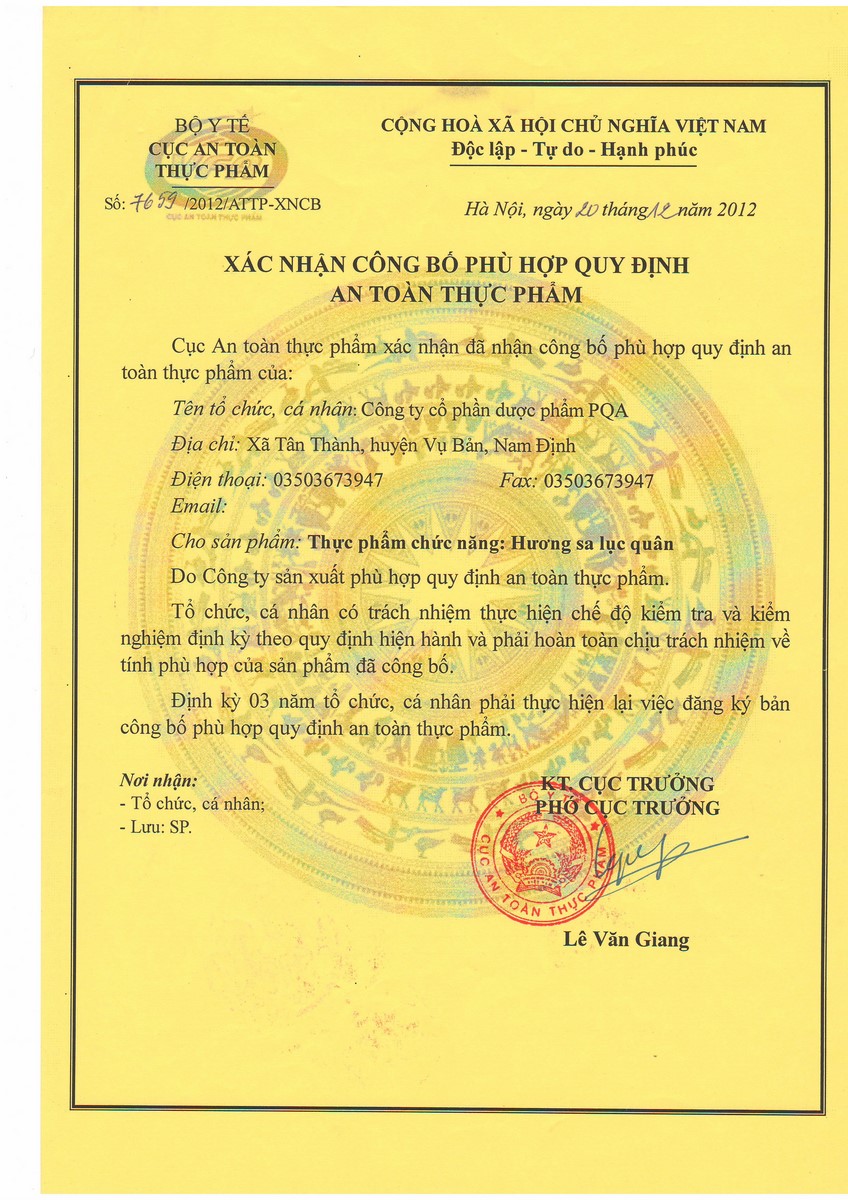 BỘ Y TẾ
CỤC AN TOÀN
THỰC PHẨM
CỤC AN TOÀN THỰC PHẨM
Số: 7659 /2012/ATTP-XNCB
CỘNG HOÀ XÃ HỘI CHỦ NGHĨA VIỆT NAM
Độc lập - Tự do - Hạnh phúc
Hà Nội, ngày 20 tháng 12 năm 2012
XÁC NHẬN CÔNG BỐ PHÙ HỢP QUY ĐỊNH
AN TOÀN THỰC PHẨM
Cục An toàn thực phẩm xác nhận đã nhận công bố phù hợp quy định an
toàn thực phẩm của:
Tên tổ chức, cá nhân: Công ty cổ phần dược phẩm PQA
Địa chỉ: Xã Tân Thành, huyện Vụ Bản, Nam Định
Điện thoại: 03503673947 Fax: 03503673947
Email:
Cho sản phẩm: Thực phẩm chức năng: Hương sa lục quân
Do Công ty sản xuất phù hợp quy định an toàn thực phẩm.
Tổ chức, cá nhân có trách nhiệm thực hiện chế độ kiểm tra và kiểm
nghiệm định kỳ theo quy định hiện hành và phải hoàn toàn chịu trách nhiệm về
tính phù hợp của sản phẩm đã công bố.
Định kỳ 03 năm tổ chức, cá nhân phải thực hiện lại việc đăng ký bản
công bố phù hợp quy định an toàn thực phẩm.
Nơi nhận:
- Tổ chức, cá nhân;
- Lưu: SP.
KT. CỤC TRƯỞNG
PHÓ CỤC TRƯỞNG
BỘ Y TẾ
CỤC AN TOÀN THỰC PHẨM
Lê Văn Giang